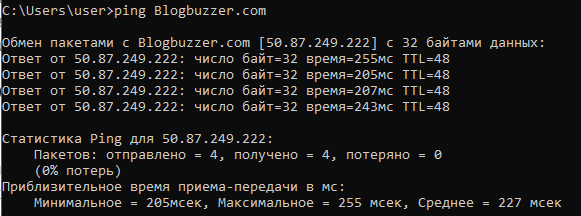 C:\Users\user>ping Blogbuzzer.com
Обмен пакетами с Blogbuzzer.com [50.87.249.222] с 32 байтами данных:
Ответ от 50.87.249.222: число байт=32 время=255мс TTL=48
Ответ от 50.87.249.222: число байт=32 время=205мс TTL=48
Ответ от 50.87.249.222: число байт=32 время=207мс TTL=48
Ответ от 50.87.249.222: число байт=32 время=243мс TTL=48
Статистика Ping для 50.87.249.222:
    Пакетов: отправлено = 4, получено = 4, потеряно = 0
    (0% потерь)
Приблизительное время приема-передачи в мс:
    Минимальное = 205мсек, Максимальное = 255 мсек, Среднее = 227 мсек